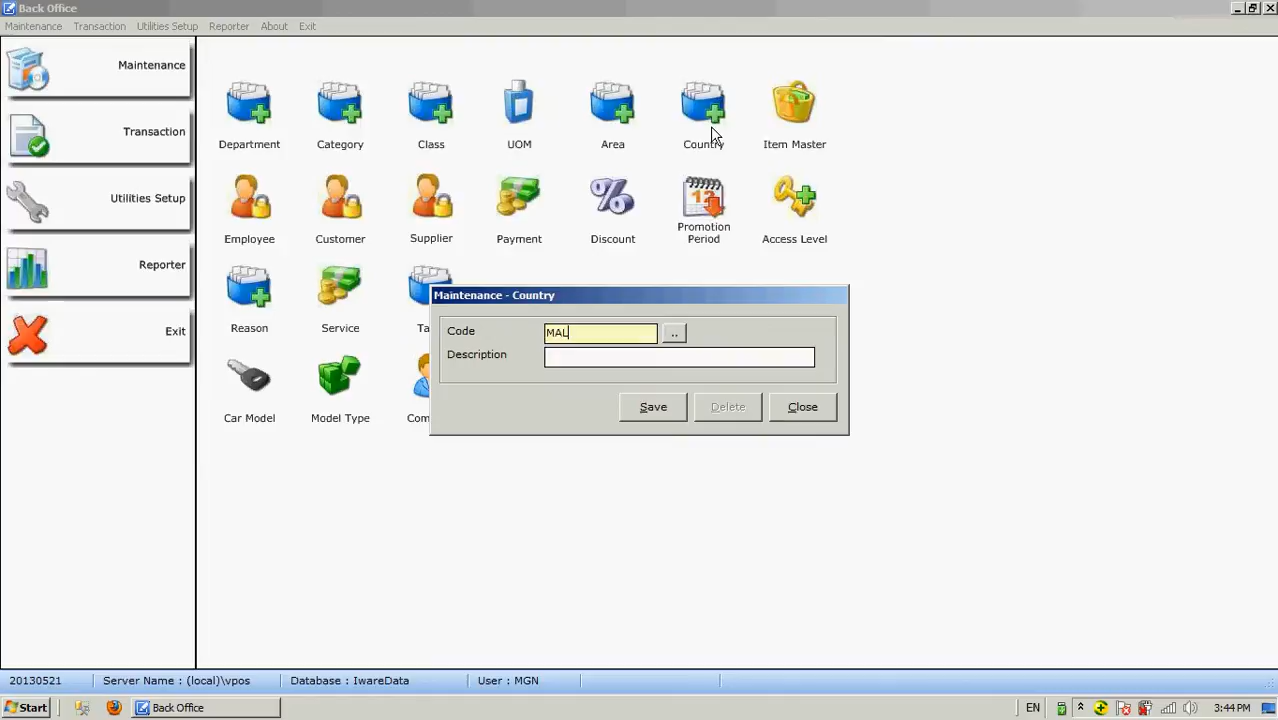 Back Office
Maintenance Transaction Utilities Setup Reporter About Exit
Maintenance
Transaction
Utilities Setup
Reporter
Exit
Department Category Class UOM Area Country Item Master
Employee Customer Supplier Payment Discount Promotion Period Access Level
Reason Service Ta
Car Model Model Type Com
Maintenance - Country
Code MAL ..
Description
Save Delete Close
20130521 Server Name : (local)\vpos Database : IwareData User : MGN
Start Back Office EN 3:44 PM